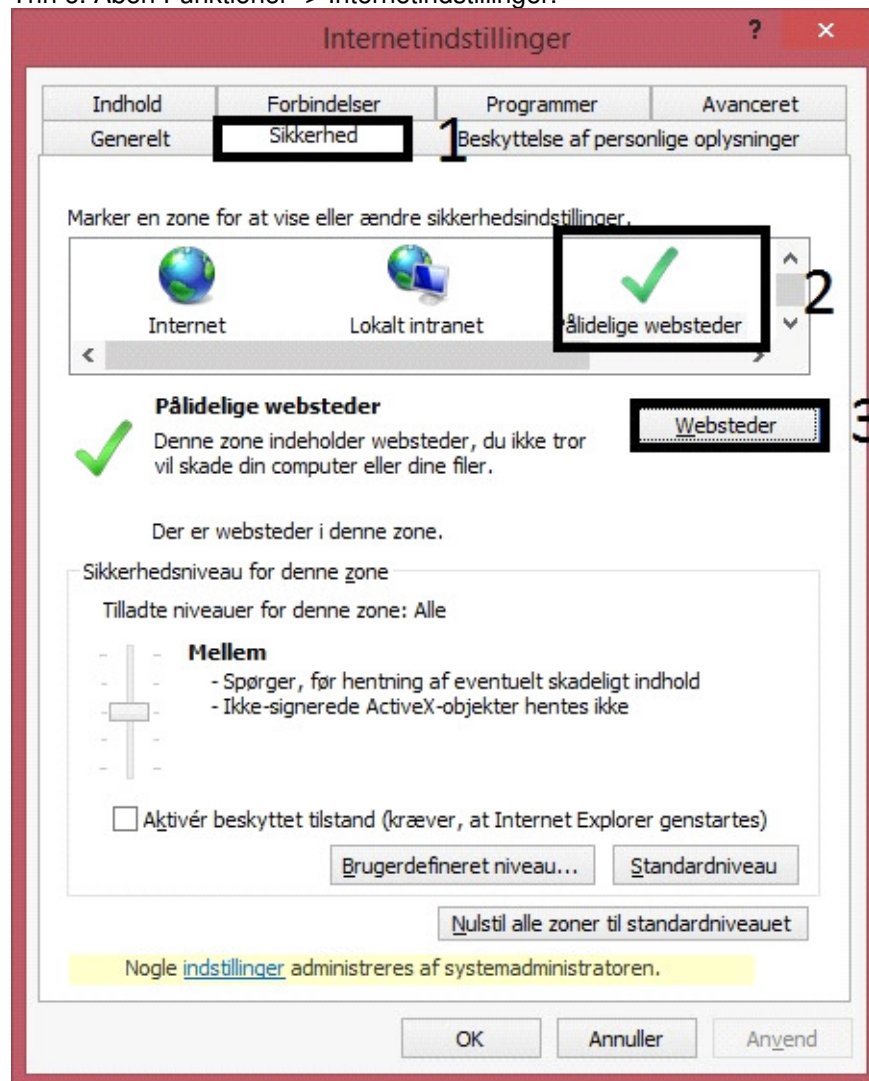 Trin Åben Funktioner -> Internetindstillinger.
Internetindstillinger ? ×
Indhold Forbindelser Programmer Avanceret
Generelt Sikkerhed 1 Beskyttelse af personlige oplysninger
Marker en zone for at vise eller ændre sikkerhedsindstillinger.
2
Internet Lokalt intranet ålidelige websteder
Pålidelige websteder
Websteder 3
Denne zone indeholder websteder, du ikke tror
vil skade din computer eller dine filer.
Der er websteder i denne zone.
Sikkerhedsniveau for denne zone
Tilladte niveauer for denne zone: Alle
Mellem
- Spørger, før hentning af eventuelt skadeligt indhold
- Ikke-signerede ActiveX-objekter hentes ikke
Aktivér beskyttet tilstand (kræver, at Internet Explorer genstartes)
Brugerdefineret niveau... Standardniveau
Nulstil alle zoner til standardniveauet
Nogle indstillinger administreres af systemadministratoren.
OK Annuller Anvend